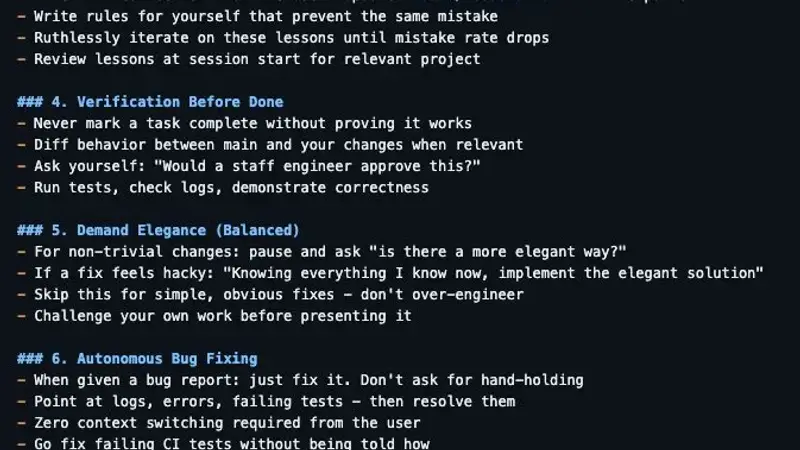 - Write rules for yourself that prevent the same mistake
- Ruthlessly iterate on these lessons until mistake rate drops
- Review lessons at session start for relevant project
### 4. Verification Before Done
- Never mark a task complete without proving it works
- Diff behavior between main and your changes when relevant
- Ask yourself: "Would a staff engineer approve this?"
- Run tests, check logs, demonstrate correctness
### 5. Demand Elegance (Balanced)
- For non-trivial changes: pause and ask "is there a more elegant way?"
- If a fix feels hacky: "Knowing everything I know now, implement the elegant solution"
- Skip this for simple, obvious fixes - don't over-engineer
- Challenge your own work before presenting it
### 6. Autonomous Bug Fixing
- When given a bug report: just fix it. Don't ask for hand-holding
- Point at logs, errors, failing tests - then resolve them
- Zero context switching required from the user
- Go fix failing CI tests without being told how